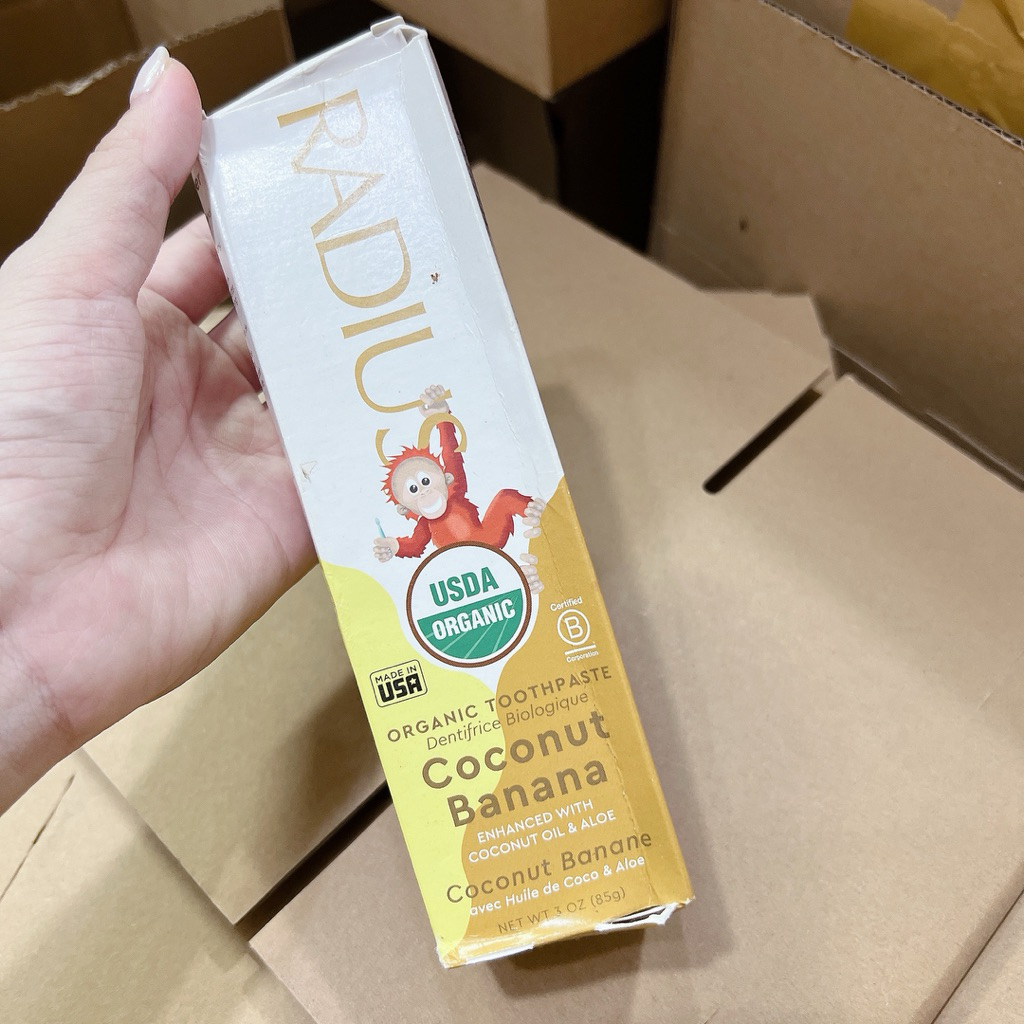 RADIUS
USDA
ORGANIC
Certified
B
Corporation
MADE IN
USA
ORGANIC TOOTHPASTE
Dentifrice Biologique
Coconut
Banana
ENHANCED WITH
COCONUT OIL & ALOE
Coconut Banane
avec Huile de Coco & Aloe
NET WT 3 OZ (85g)